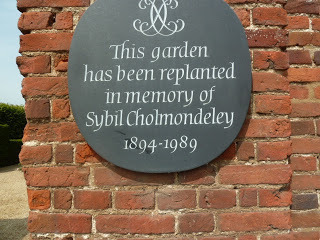 This garden
has been replanted
in memory of
Sybil Cholmondeley
1894-1989